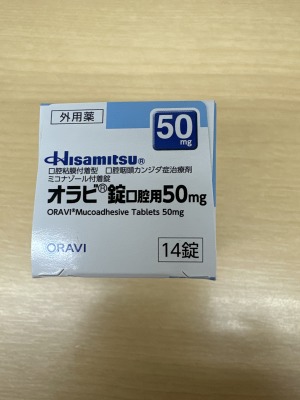 外用薬
50
mg
Hisamitsu®
口腔粘膜付着型 口腔咽頭カンジダ症治療剤
ミコナゾール付着錠
オラビ®錠口腔用50mg
ORAVI®Mucoadhesive Tablets 50mg
ORAVI
14錠